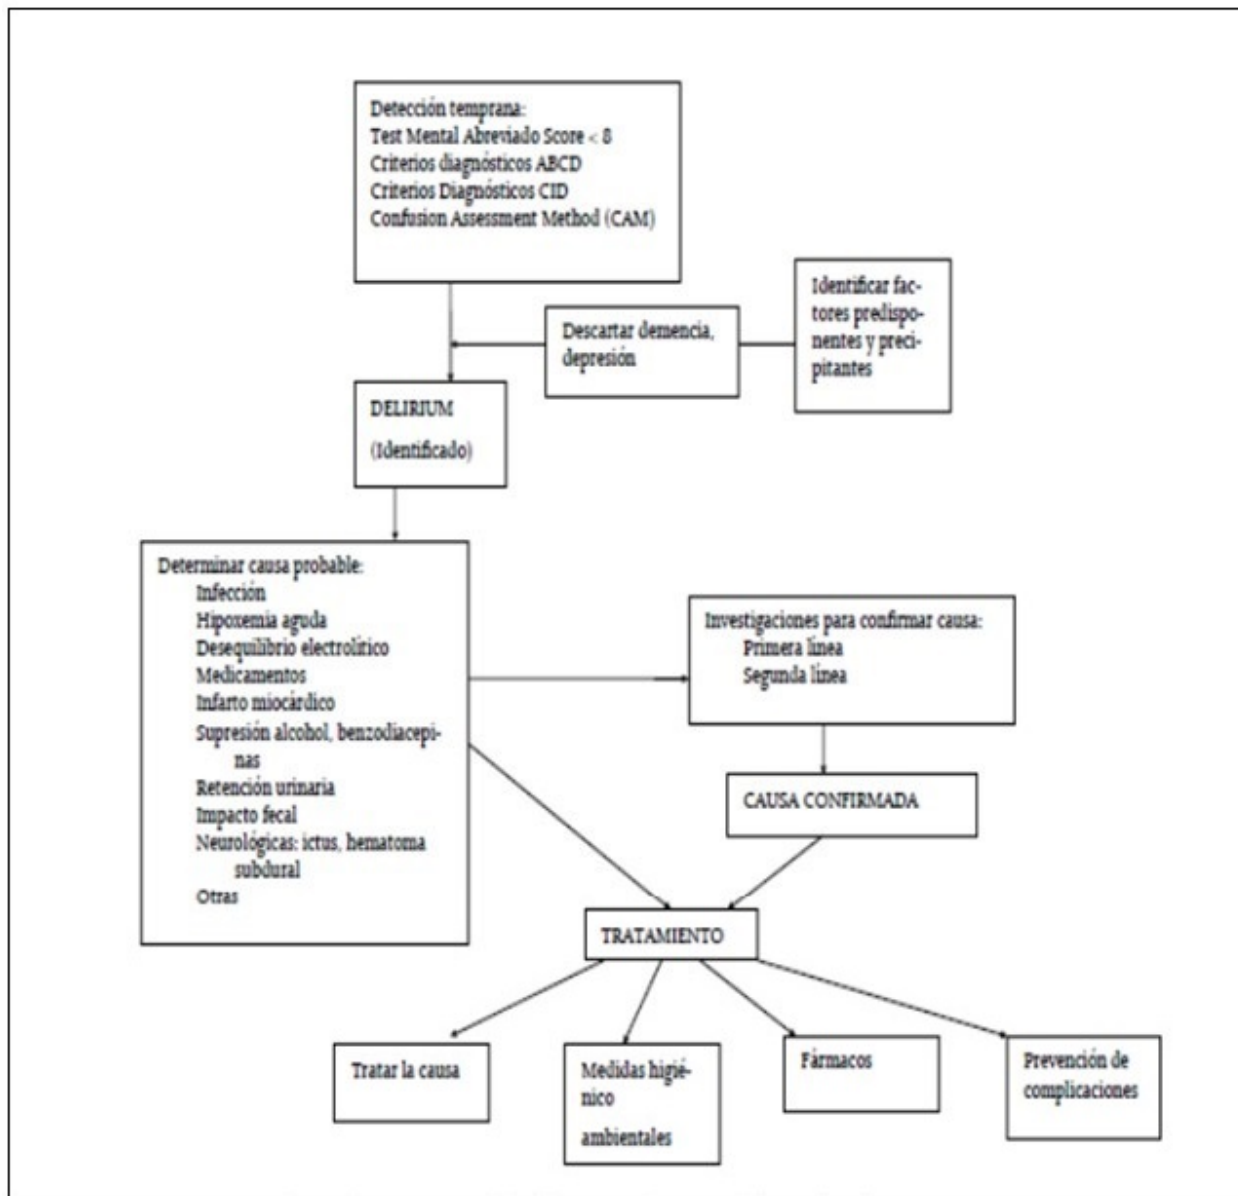 Detección temprana:
Test Mental Abreviado Score < 8
Criterios diagnósticos ABCD
Criterios Diagnósticos CID
Confusion Assessment Method (CAM)
Identificar fac-
tores predispo-
nentes y preci-
pitantes
Descartar demencia,
depresión
DELIRIUM
(Identificado)
Determinar causa probable:
Infección
Hipoxemia aguda
Desequilibrio electrolítico
Medicamentos
Infarto miocárdico
Supresión alcohol, benzodiacepi-
nas
Retención urinaria
Impacto fecal
Neurológicas: ictus, hematoma
subdural
Otras
Investigaciones para confirmar causa:
Primera línea
Segunda línea
CAUSA CONFIRMADA
TRATAMIENTO
Tratar la causa
Medidas higié-
nico
ambientales
Fármacos
Prevención de
complicaciones